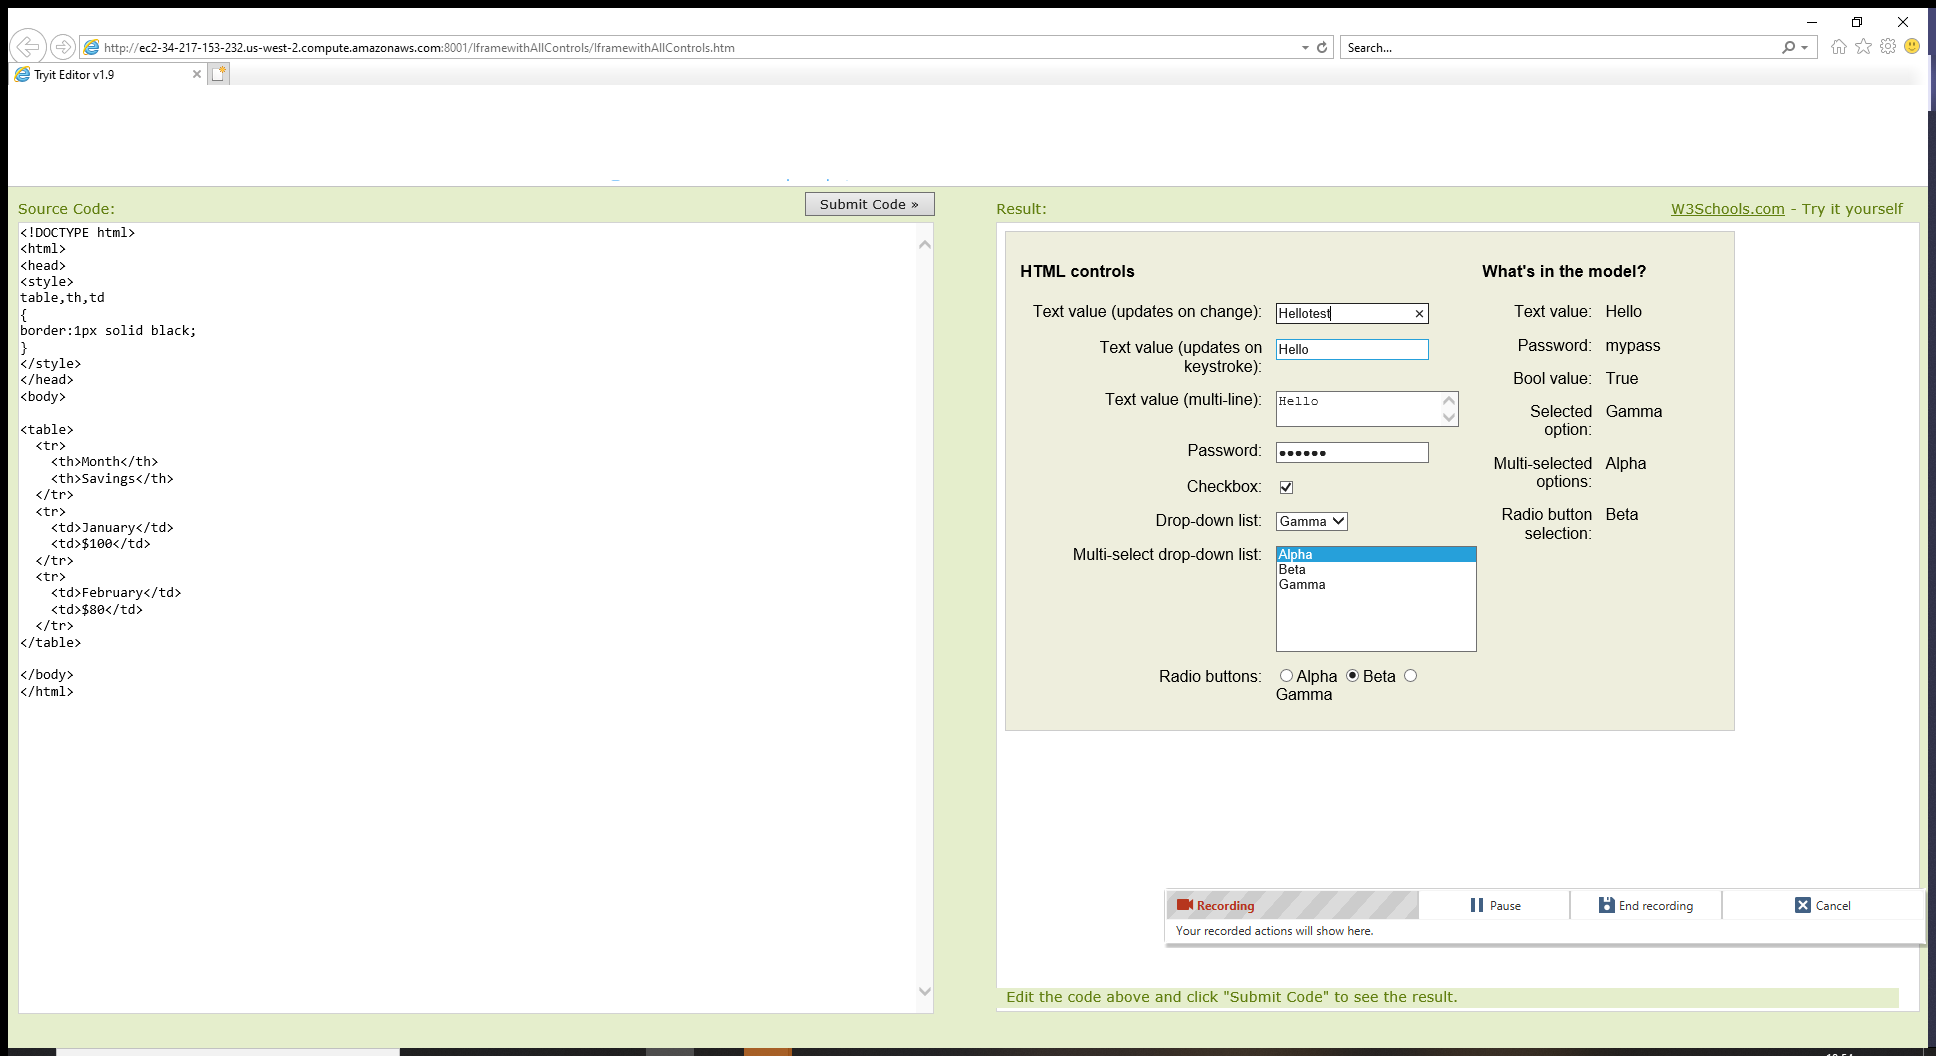 http://ec2-34-217-153-232.us-west-2.compute.amazonaws.com:8001/IframewithAllControls/IframewithAllControls.htm
Search...
Tryit Editor v1.9
Source Code:
Submit Code »
<!DOCTYPE html>
<html>
<head>
<style>
table,th,td
{
border:1px solid black;
}
</style>
</head>
<body>
<table>
<tr>
<th>Month</th>
<th>Savings</th>
</tr>
<tr>
<td>January</td>
<td>$100</td>
</tr>
<tr>
<td>February</td>
<td>$80</td>
</tr>
</table>
</body>
</html>
Result:
W3Schools.com - Try it yourself
HTML controls
Text value (updates on change): Hellotest
Text value (updates on
keystroke): Hello
Text value (multi-line): Hello
Password: ●●●●●●
Checkbox:
Drop-down list: Gamma
Multi-select drop-down list: Alpha
Beta
Gamma
Radio buttons: Alpha Beta
Gamma
What's in the model?
Text value: Hello
Password: mypass
Bool value: True
Selected
option: Gamma
Multi-selected
options: Alpha
Radio button
selection: Beta
Recording
Pause
End recording
Cancel
Your recorded actions will show here.
Edit the code above and click "Submit Code" to see the result.